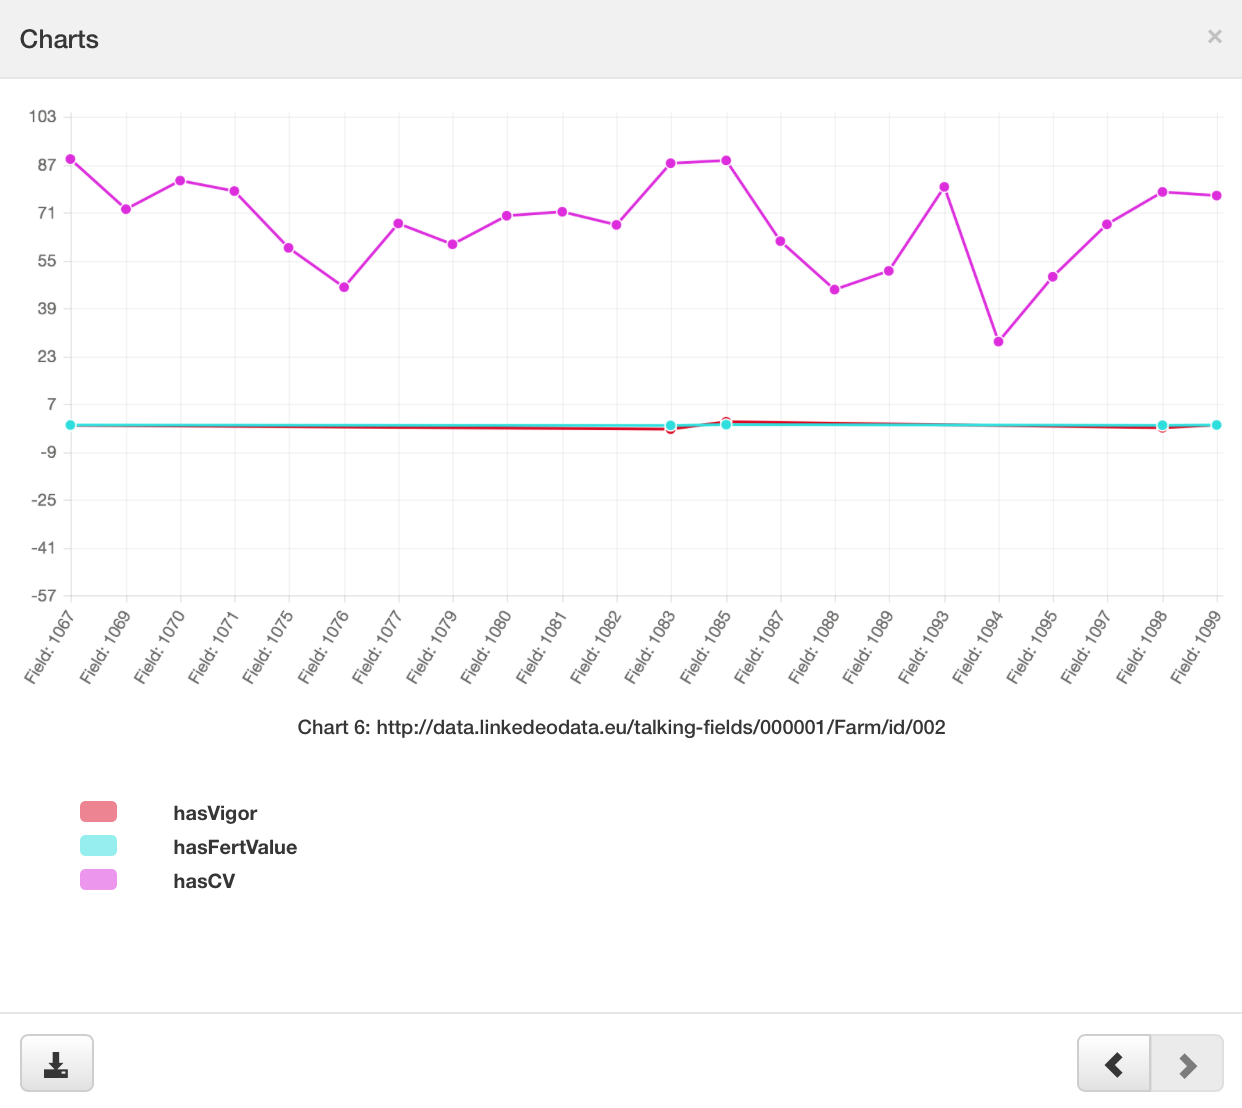 Charts
×
103
87
71
55
39
23
7
-9
-25
-41
-57
Field: 1067
Field: 1069
Field: 1070
Field: 1071
Field: 1075
Field: 1076
Field: 1077
Field: 1079
Field: 1080
Field: 1081
Field: 1082
Field: 1083
Field: 1085
Field: 1087
Field: 1088
Field: 1089
Field: 1093
Field: 1094
Field: 1095
Field: 1097
Field: 1098
Field: 1099
Chart 6: http://data.linkedeodata.eu/talking-fields/000001/Farm/id/002
hasVigor
hasFertValue
hasCV